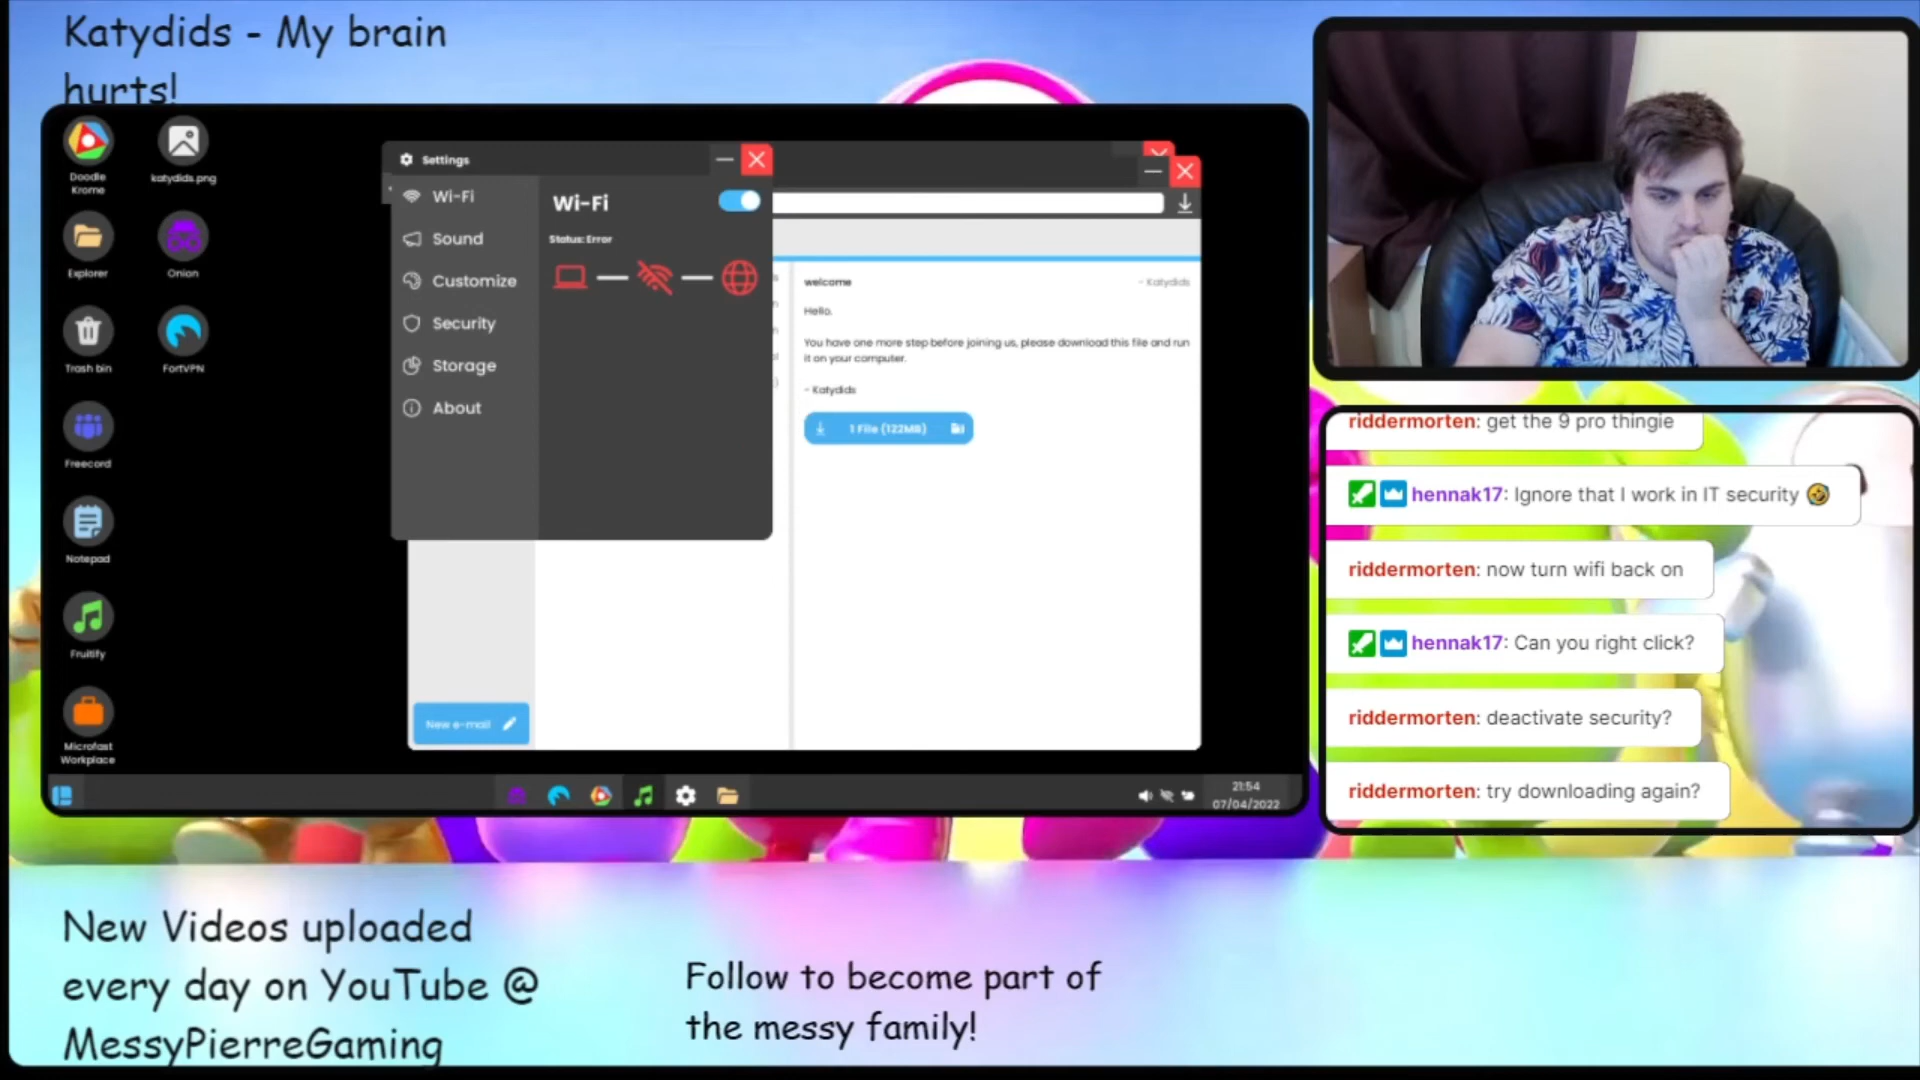 Katydids - My brain
hurts!
Doodle
Krome
katydids.png
Explorer
Onion
Trash bin
FortVPN
Freecord
Notepad
Fruitify
Microfast
Workplace
Settings
Wi-Fi
Sound
Customize
Security
Storage
About
Wi-Fi
Status: Error
welcome
- Katydids
Hello.
You have one more step before joining us, please download this file and run
it on your computer.
- Katydids
1 File (122MB)
New e-mail
21:54
07/04/2022
riddermorten: get the 9 pro thingie
hennak17: Ignore that I work in IT security
riddermorten: now turn wifi back on
hennak17: Can you right click?
riddermorten: deactivate security?
riddermorten: try downloading again?
New Videos uploaded
every day on YouTube @
MessyPierreGaming
Follow to become part of
the messy family!